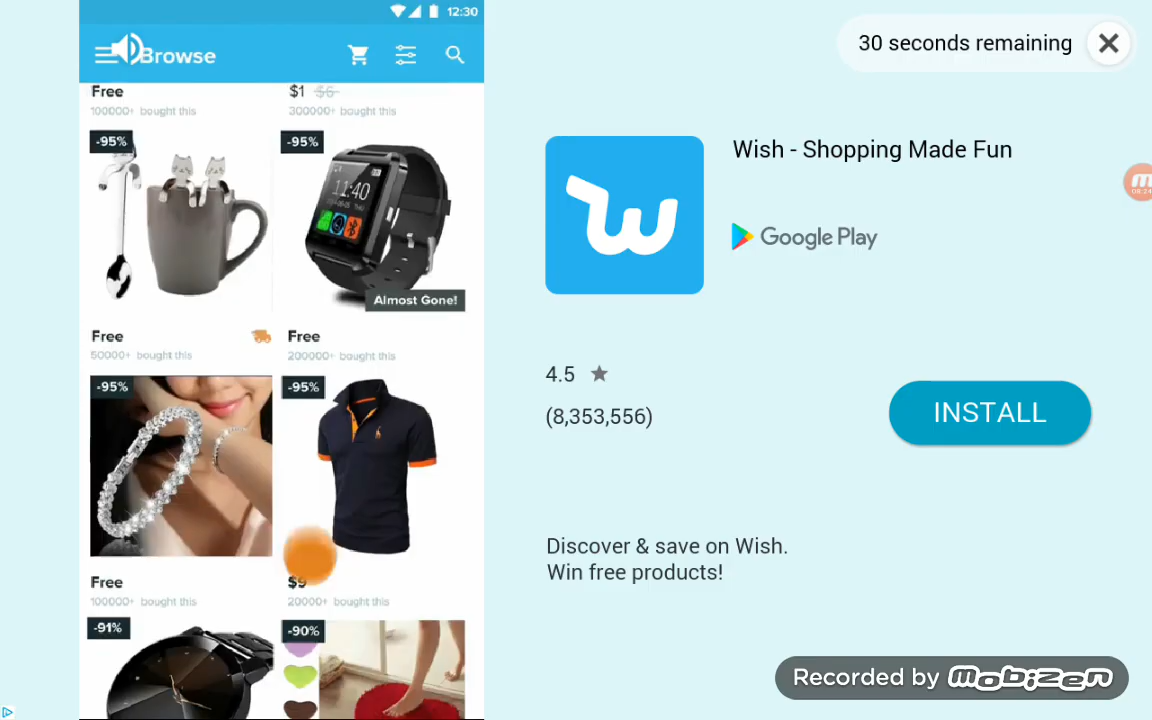 12:30
Browse
Free
$1 $6
100000+ bought this
300000+ bought this
-95%
-95%
11:40
Almost Gone!
Free
Free
50000+ bought this
200000+ bought this
-95%
-95%
Free
$9
100000+ bought this
20000+ bought this
-91%
-90%
30 seconds remaining
Wish - Shopping Made Fun
Google Play
4.5
(8,353,556)
INSTALL
Discover & save on Wish.
Win free products!
Recorded by mobizen